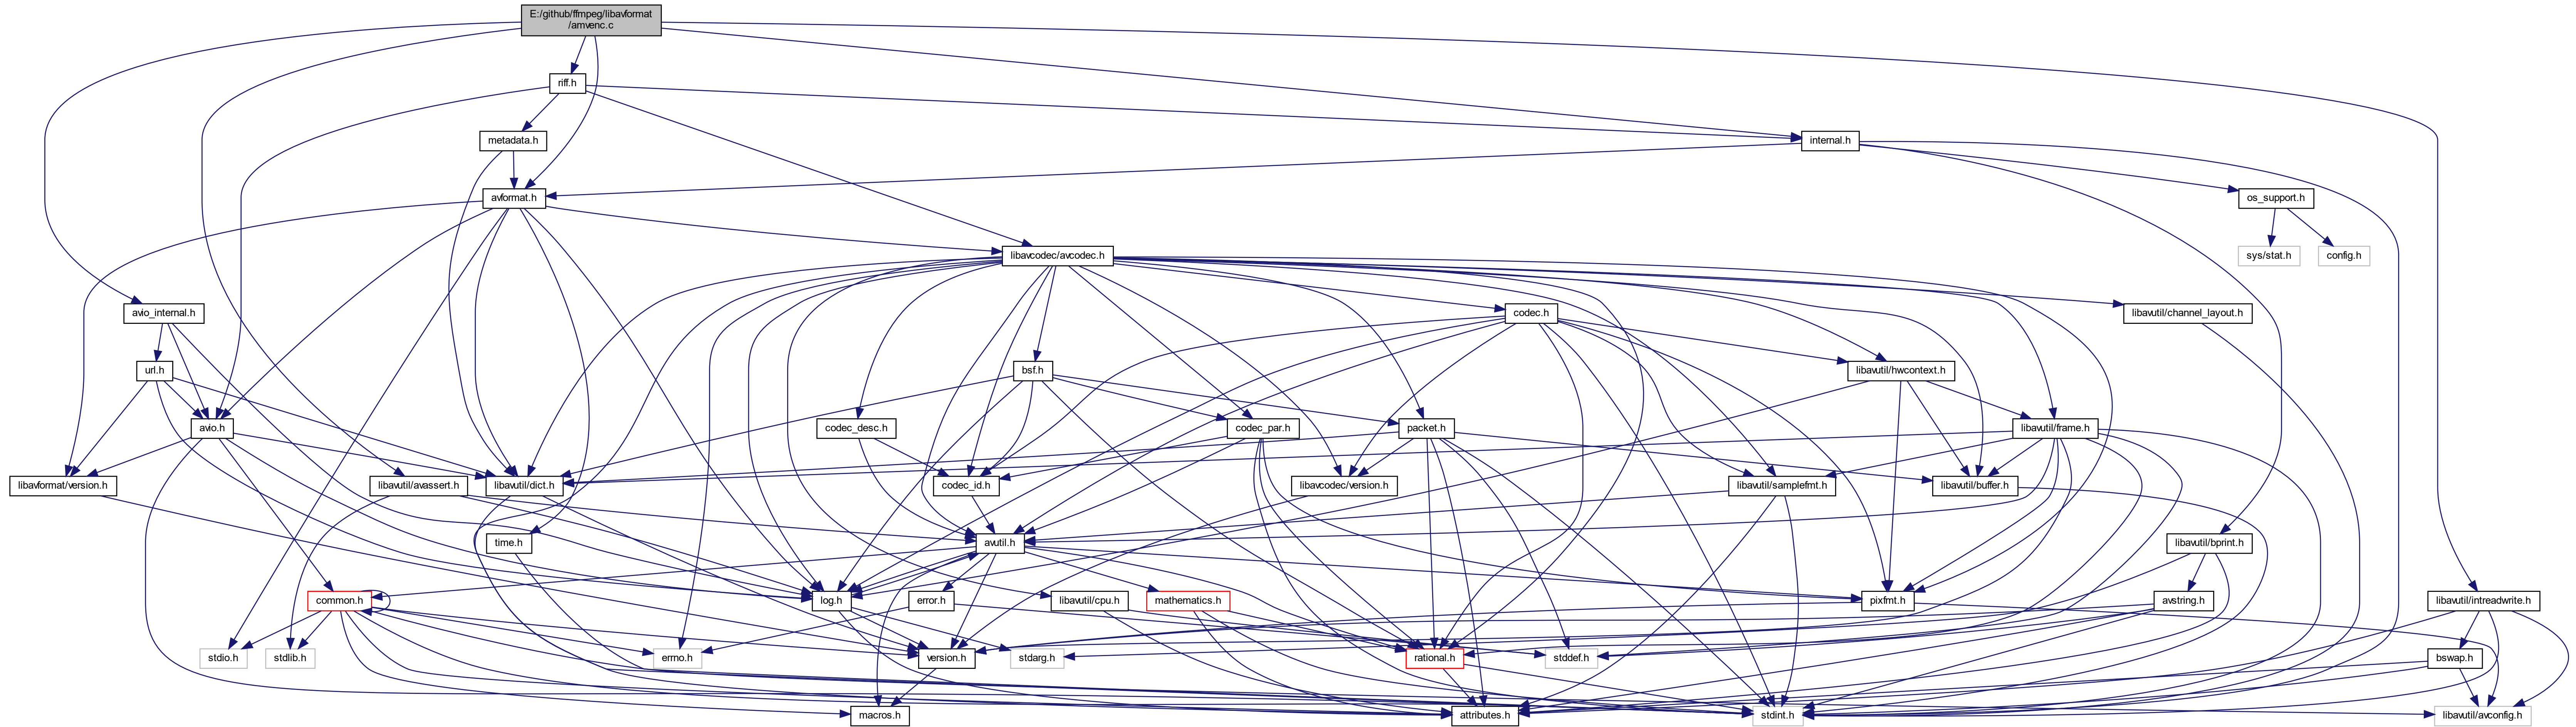 E:/github/ffmpeg/libavformat
/amvenc.c
riff.h
metadata.h
internal.h
avformat.h
os_support.h
libavcodec/avcodec.h
sys/stat.h
config.h
avio_internal.h
codec.h
libavutil/channel_layout.h
url.h
bsf.h
libavutil/hwcontext.h
avio.h
codec_desc.h
codec_par.h
packet.h
libavutil/frame.h
libavformat/version.h
libavutil/avassert.h
libavutil/dict.h
codec_id.h
libavcodec/version.h
libavutil/samplefmt.h
libavutil/buffer.h
time.h
avutil.h
libavutil/bprint.h
common.h
log.h
error.h
libavutil/cpu.h
mathematics.h
pixfmt.h
avstring.h
libavutil/intreadwrite.h
stdio.h
stdlib.h
errno.h
version.h
stdarg.h
rational.h
stddef.h
bswap.h
macros.h
attributes.h
stdint.h
libavutil/avconfig.h